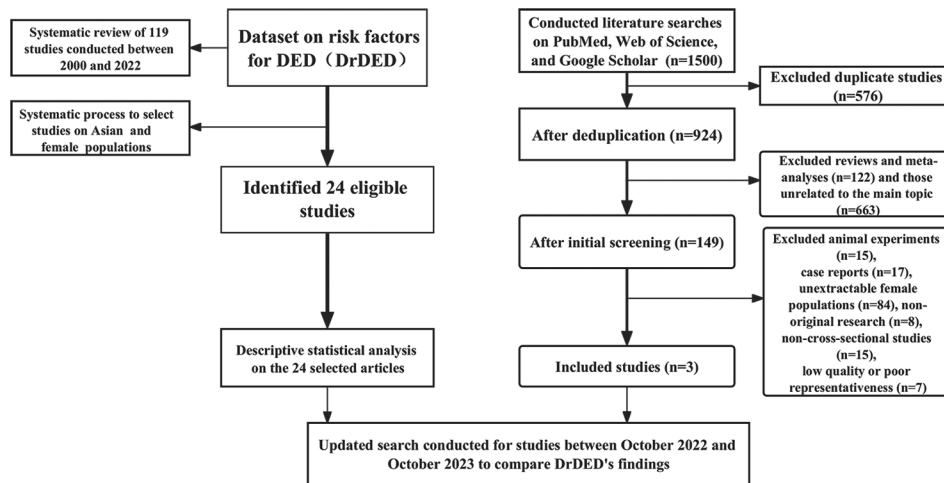 Systematic review of 119
studies conducted between
2000 and 2022
Dataset on risk factors
for DED（DrDED）
Systematic process to select
studies on Asian and
female populations
Identified 24 eligible
studies
Descriptive statistical analysis
on the 24 selected articles
Conducted literature searches
on PubMed, Web of Science,
and Google Scholar (n=1500)
Excluded duplicate studies
(n=576)
After deduplication (n=924)
Excluded reviews and meta-
analyses (n=122) and those
unrelated to the main topic
(n=663)
After initial screening (n=149)
Excluded animal experiments
(n=15),
case reports (n=17),
unextractable female
populations (n=84), non-
original research (n=8),
non-cross-sectional studies
(n=15),
low quality or poor
representativeness (n=7)
Included studies (n=3)
Updated search conducted for studies between October 2022 and
October 2023 to compare DrDED's findings